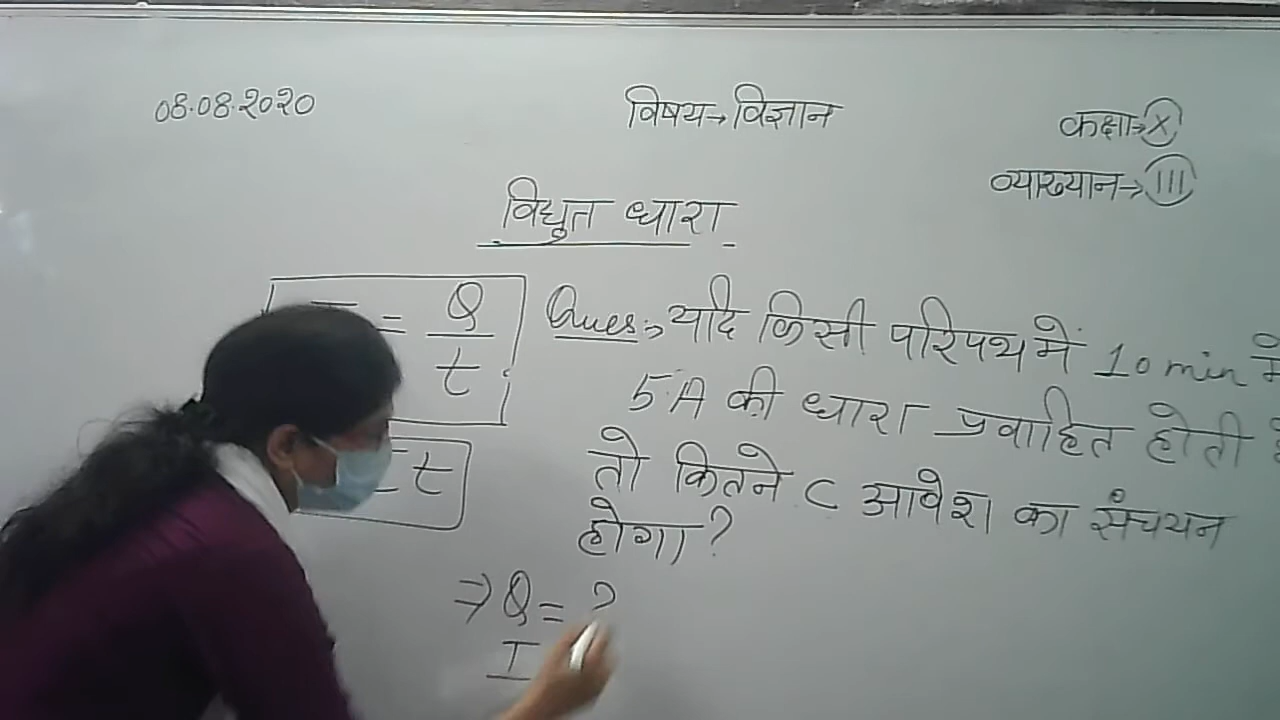 08.08.2020
विषय→विज्ञान
कक्षा→X
व्याख्यान→III
विद्युत धारा
= Q
t
t
Ques:→यदि किसी परिपथ में 10 min में
5A की धारा प्रवाहित होती
तो कितने C आवेश का संचयन
होगा?
⇒ Q = ?
I